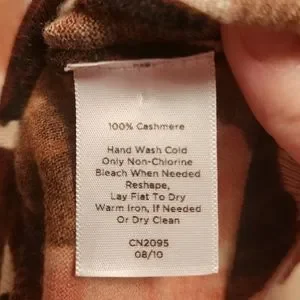 100% Cashmere
Hand Wash Cold
Only Non-Chlorine
Bleach When Needed
Reshape,
Lay Flat To Dry
Warm Iron, If Needed
Or Dry Clean
CN2095
08/10